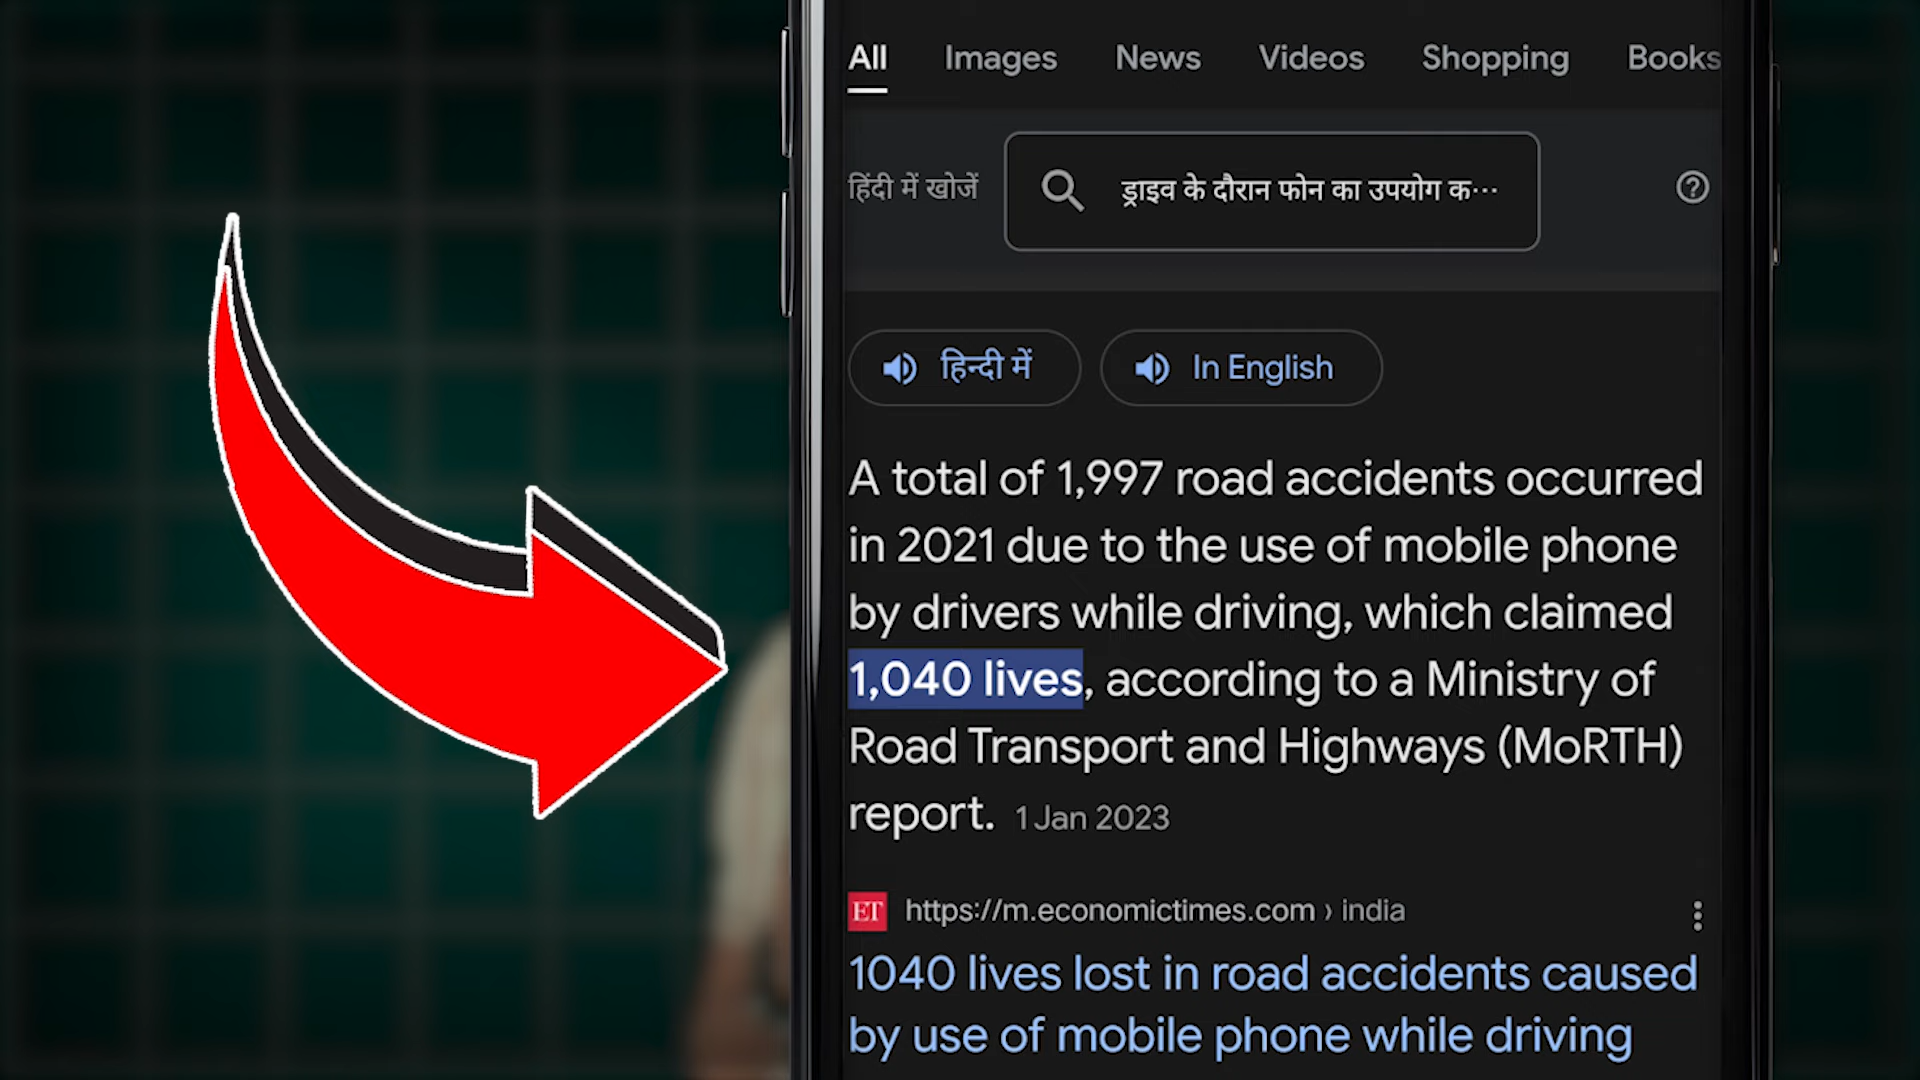 All Images News Videos Shopping Books
हिंदी में खोजें ड्राइव के दौरान फोन का उपयोग क...
हिन्दी में In English
A total of 1,997 road accidents occurred
in 2021 due to the use of mobile phone
by drivers while driving, which claimed
1,040 lives, according to a Ministry of
Road Transport and Highways (MoRTH)
report. 1 Jan 2023
ET https://m.economictimes.com › india
1040 lives lost in road accidents caused
by use of mobile phone while driving